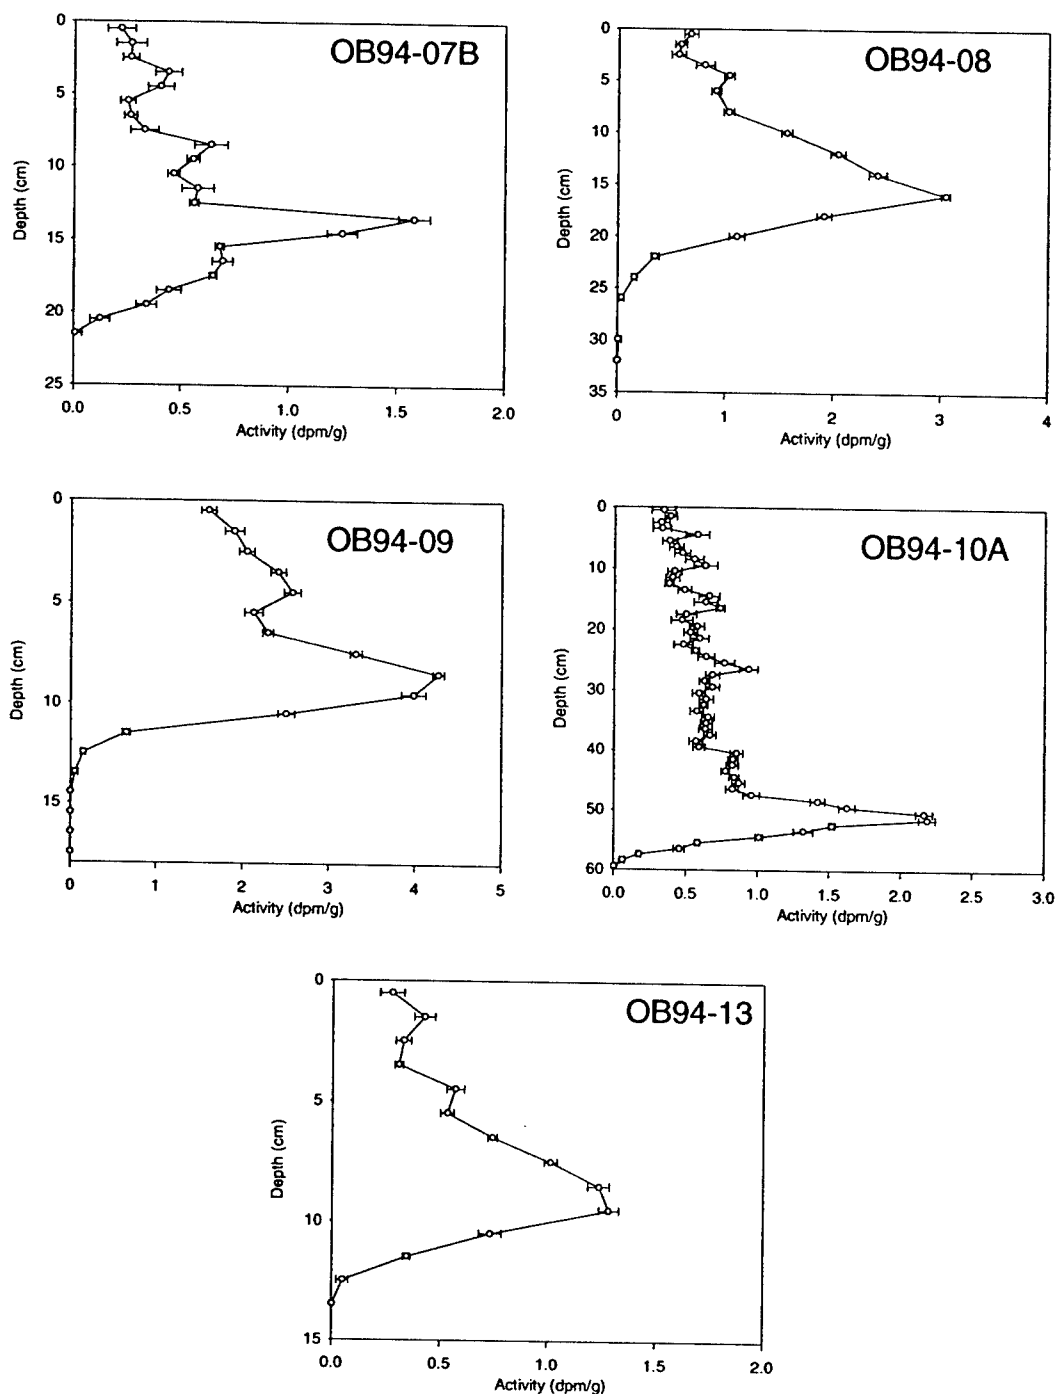 OB94-07B
0
5
10
15
20
25
Depth (cm)
0.0 0.5 1.0 1.5 2.0
Activity (dpm/g)
OB94-08
0
5
10
15
20
25
30
35
Depth (cm)
0 1 2 3 4
Activity (dpm/g)
OB94-09
0
5
10
15
Depth (cm)
0 1 2 3 4 5
Activity (dpm/g)
OB94-10A
0
10
20
30
40
50
60
Depth (cm)
0.0 0.5 1.0 1.5 2.0 2.5 3.0
Activity (dpm/g)
OB94-13
0
5
10
15
Depth (cm)
0.5 1.0 1.5 2.0
Activity (dpm/g)